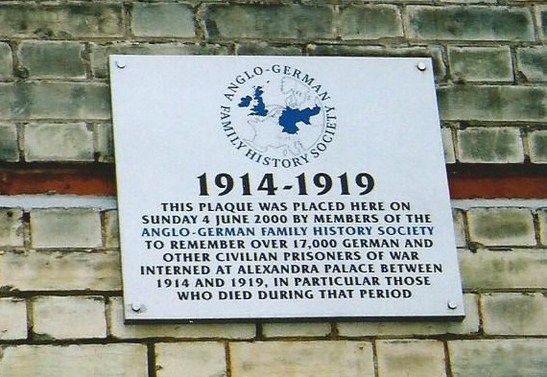 ANGLO-GERMAN
FAMILY HISTORY SOCIETY
1914-1919
THIS PLAQUE WAS PLACED HERE ON
SUNDAY 4 JUNE 2000 BY MEMBERS OF THE
ANGLO-GERMAN FAMILY HISTORY SOCIETY
TO REMEMBER OVER 17,000 GERMAN AND
OTHER CIVILIAN PRISONERS OF WAR
INTERNED AT ALEXANDRA PALACE BETWEEN
1914 AND 1919, IN PARTICULAR THOSE
WHO DIED DURING THAT PERIOD